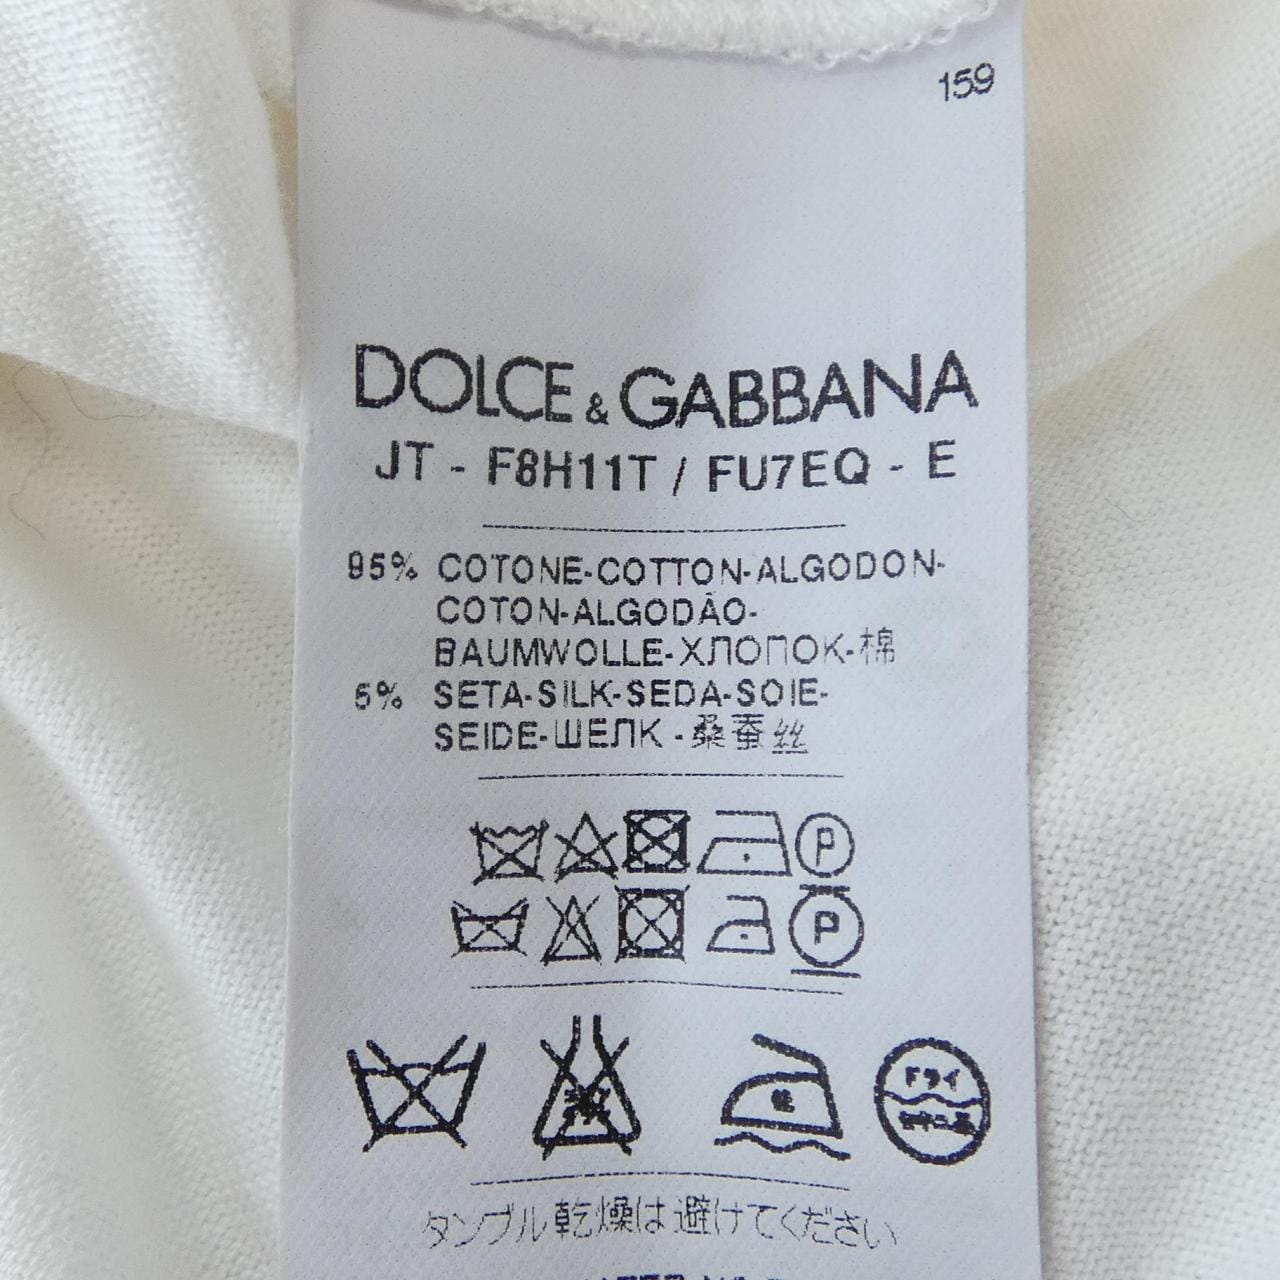 159
DOLCE & GABBANA
JT - F8H11T / FU7EQ - E
95% COTONE-COTTON-ALGODON-
COTON-ALGODÃO-
BAUMWOLLE-ХЛОПОК-棉
5% SETA-SILK-SEDA-SOIE-
SEIDE-ШЕЛК-桑蚕丝
P
P
ドライ
タンブル乾燥は避けてください